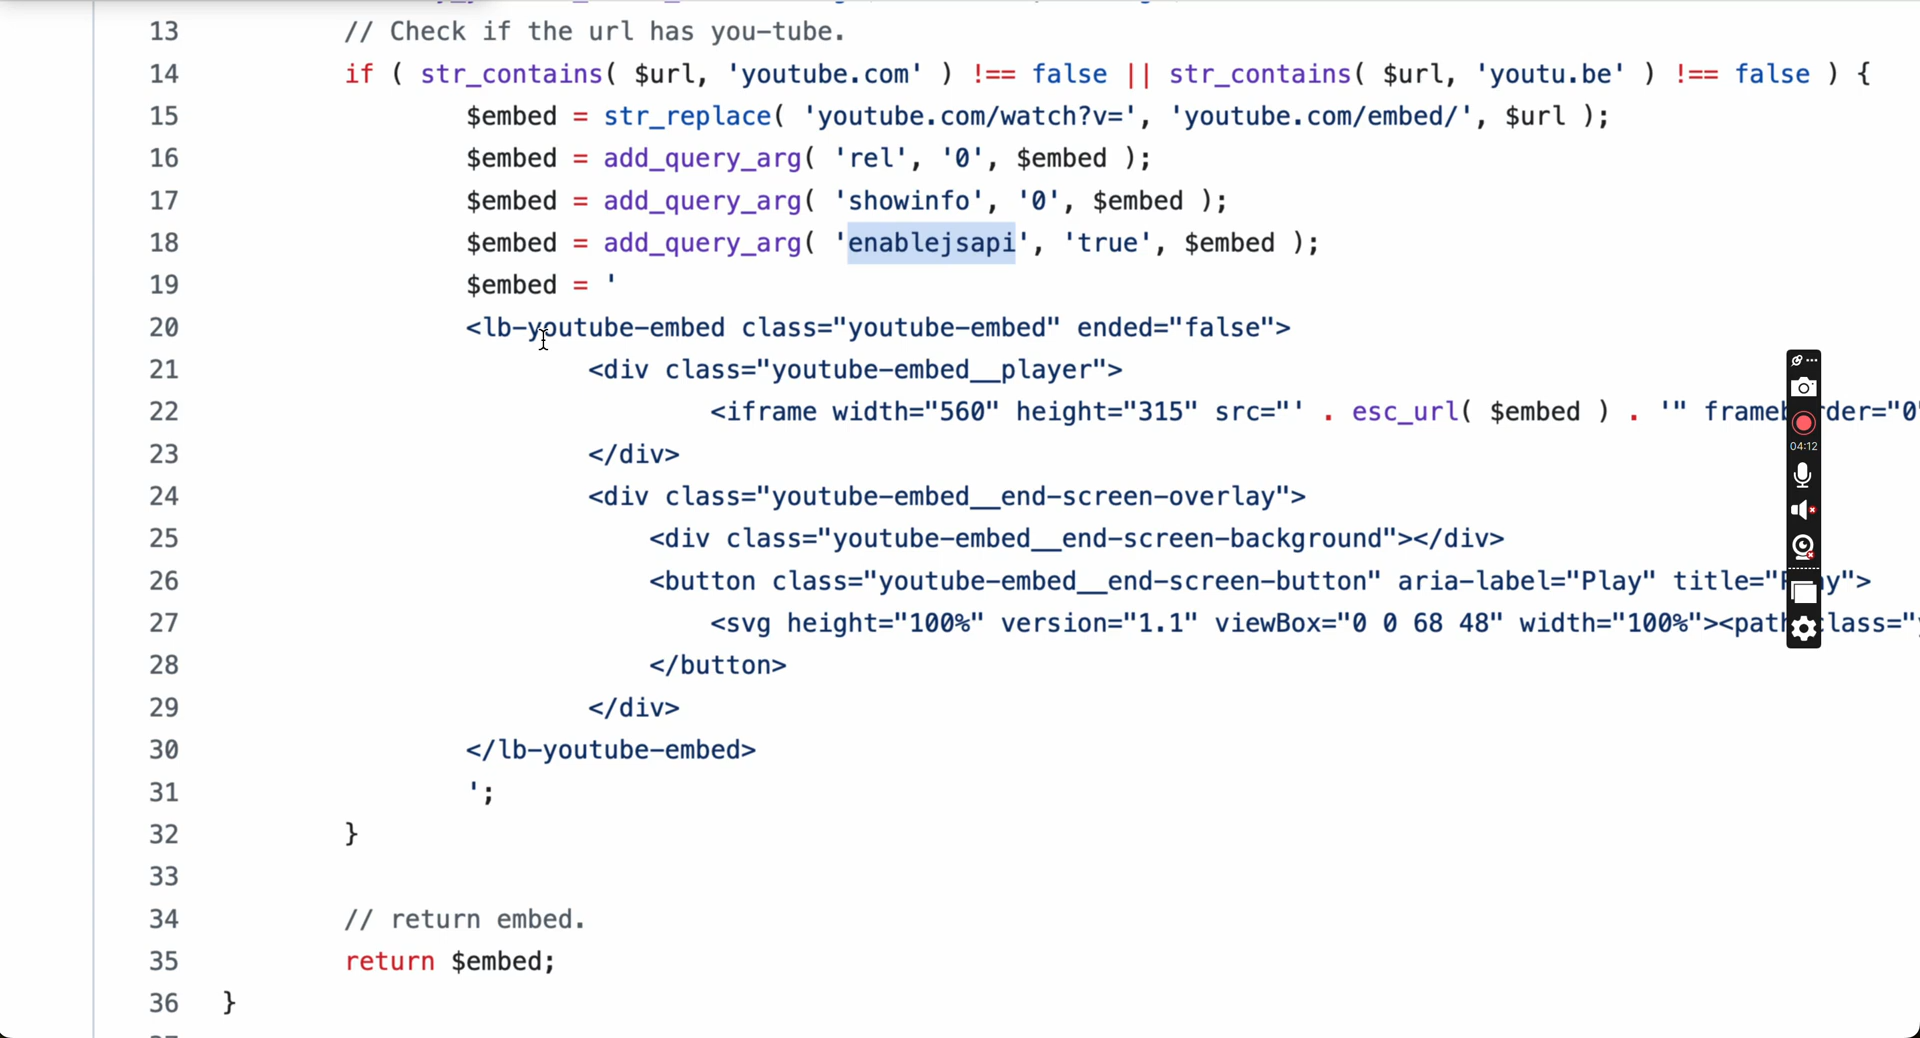 13 // Check if the url has you-tube.
14 if ( str_contains( $url, 'youtube.com' ) !== false || str_contains( $url, 'youtu.be' ) !== false ) {
15 $embed = str_replace( 'youtube.com/watch?v=', 'youtube.com/embed/', $url );
16 $embed = add_query_arg( 'rel', '0', $embed );
17 $embed = add_query_arg( 'showinfo', '0', $embed );
18 $embed = add_query_arg( 'enablejsapi', 'true', $embed );
19 $embed = '
20 <lb-youtube-embed class="youtube-embed" ended="false">
21 <div class="youtube-embed__player">
22 <iframe width="560" height="315" src="' . esc_url( $embed ) . '" frameborder="0"
23 </div>
24 <div class="youtube-embed__end-screen-overlay">
25 <div class="youtube-embed__end-screen-background"></div>
26 <button class="youtube-embed__end-screen-button" aria-label="Play" title="Play">
27 <svg height="100%" version="1.1" viewBox="0 0 68 48" width="100%"><path class="
28 </button>
29 </div>
30 </lb-youtube-embed>
31 ';
32 }
33
34 // return embed.
35 return $embed;
36 }
04:12